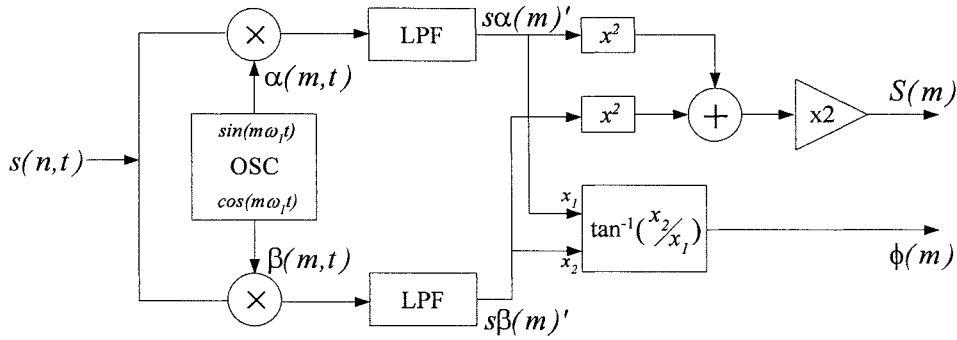 ×
LPF
sα(m)'
x²
α(m,t)
S(m)
x²
+
x2
sin(mω₁t)
s(n,t)
OSC
cos(mω₁t)
x₁
tan⁻¹(x₂/x₁)
x₂
φ(m)
β(m,t)
×
LPF
sβ(m)'